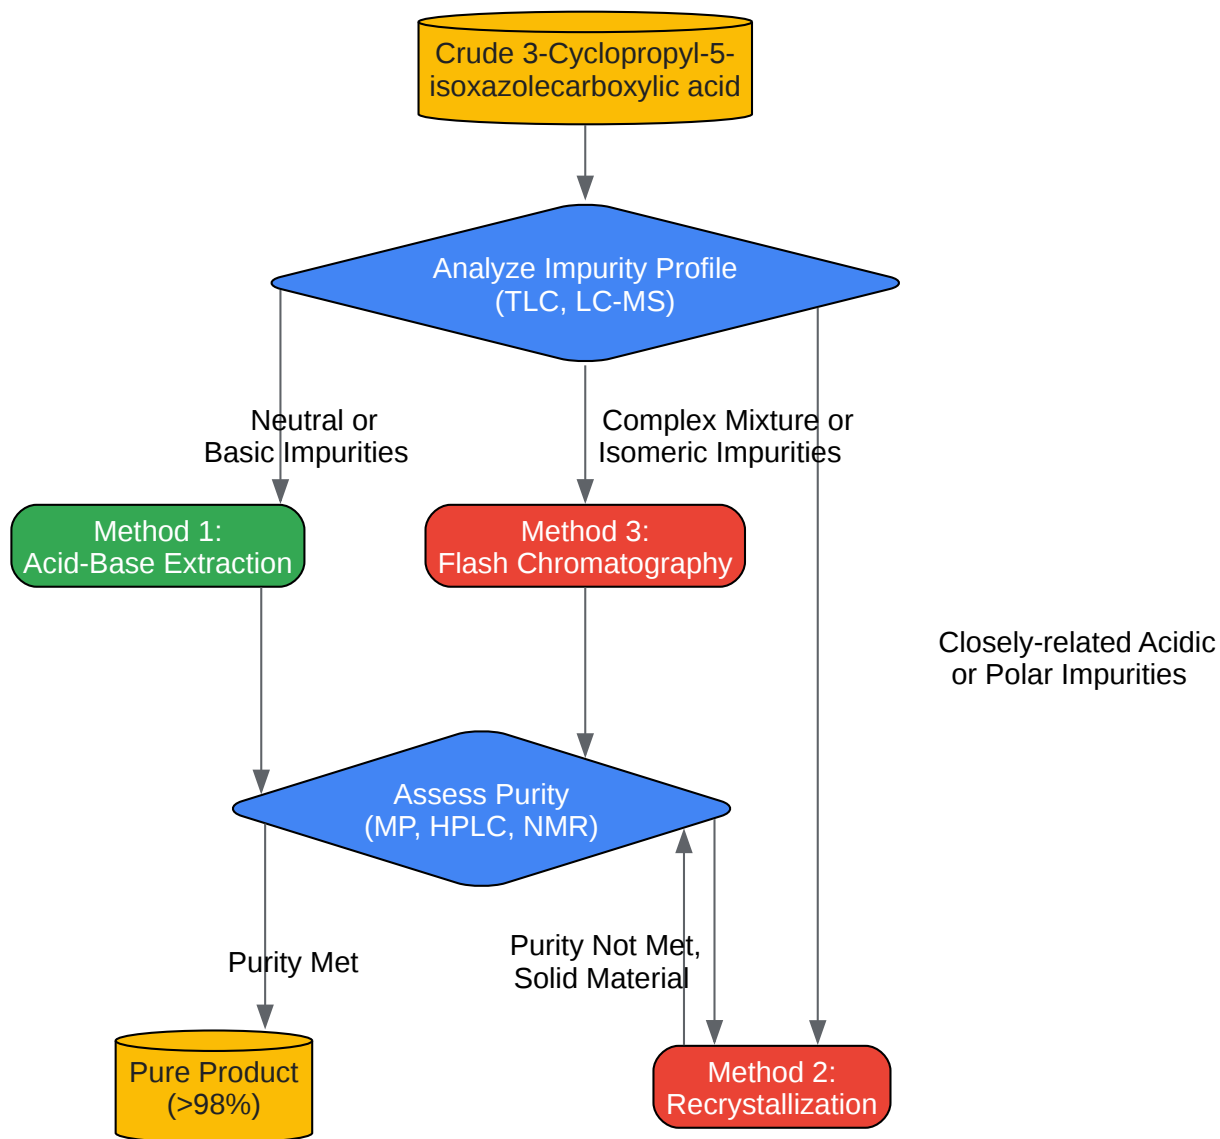 Crude 3-Cyclopropyl-5-
isoxazolecarboxylic acid
Analyze Impurity Profile
(TLC, LC-MS)
Neutral or
Basic Impurities
Complex Mixture or
Isomeric Impurities
Method 1:
Acid-Base Extraction
Method 3:
Flash Chromatography
Closely-related Acidic
or Polar Impurities
Assess Purity
(MP, HPLC, NMR)
Purity Met
Purity Not Met,
Solid Material
Pure Product
(>98%)
Method 2:
Recrystallization